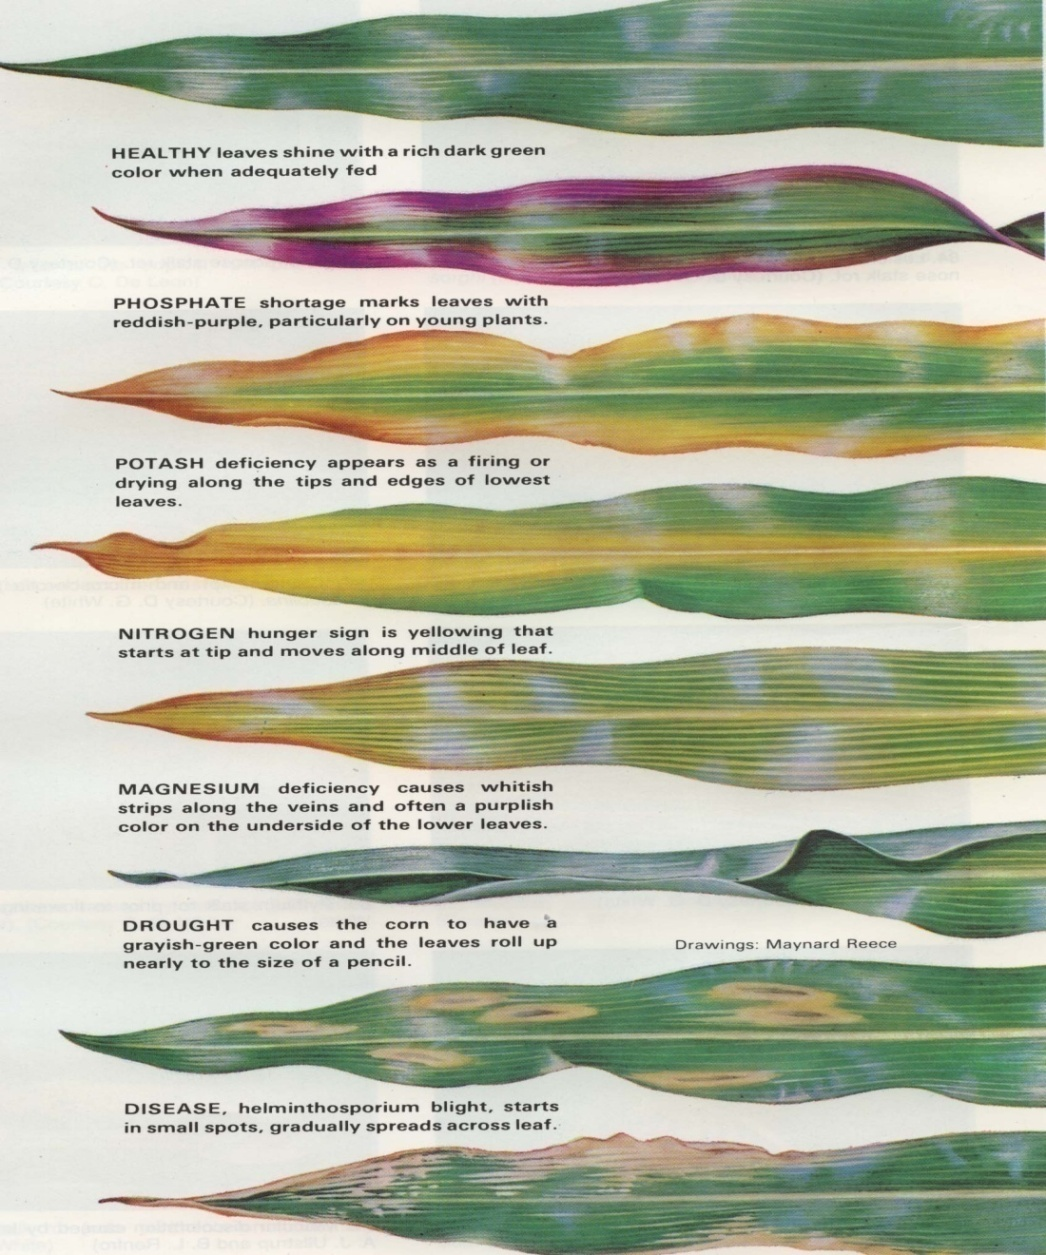 HEALTHY leaves shine with a rich dark green
color when adequately fed
PHOSPHATE shortage marks leaves with
reddish-purple, particularly on young plants.
POTASH deficiency appears as a firing or
drying along the tips and edges of lowest
leaves.
NITROGEN hunger sign is yellowing that
starts at tip and moves along middle of leaf.
MAGNESIUM deficiency causes whitish
strips along the veins and often a purplish
color on the underside of the lower leaves.
DROUGHT causes the corn to have a
grayish-green color and the leaves roll up
nearly to the size of a pencil.
Drawings: Maynard Reece
DISEASE, helminthosporium blight, starts
in small spots, gradually spreads across leaf.